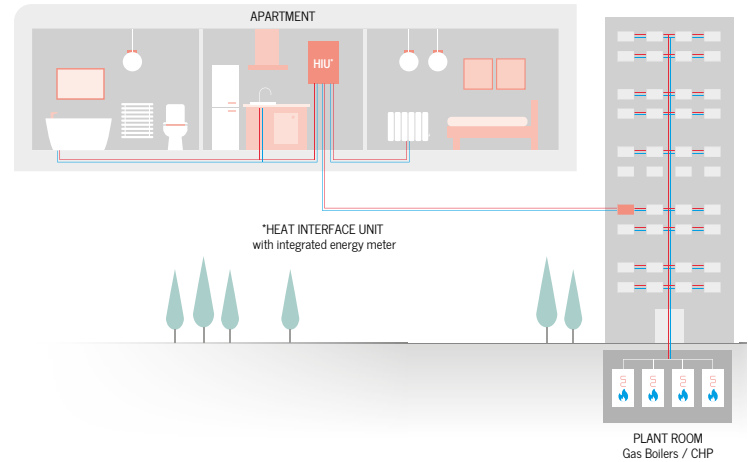 APARTMENT
HIU*
*HEAT INTERFACE UNIT
with integrated energy meter
PLANT ROOM
Gas Boilers / CHP